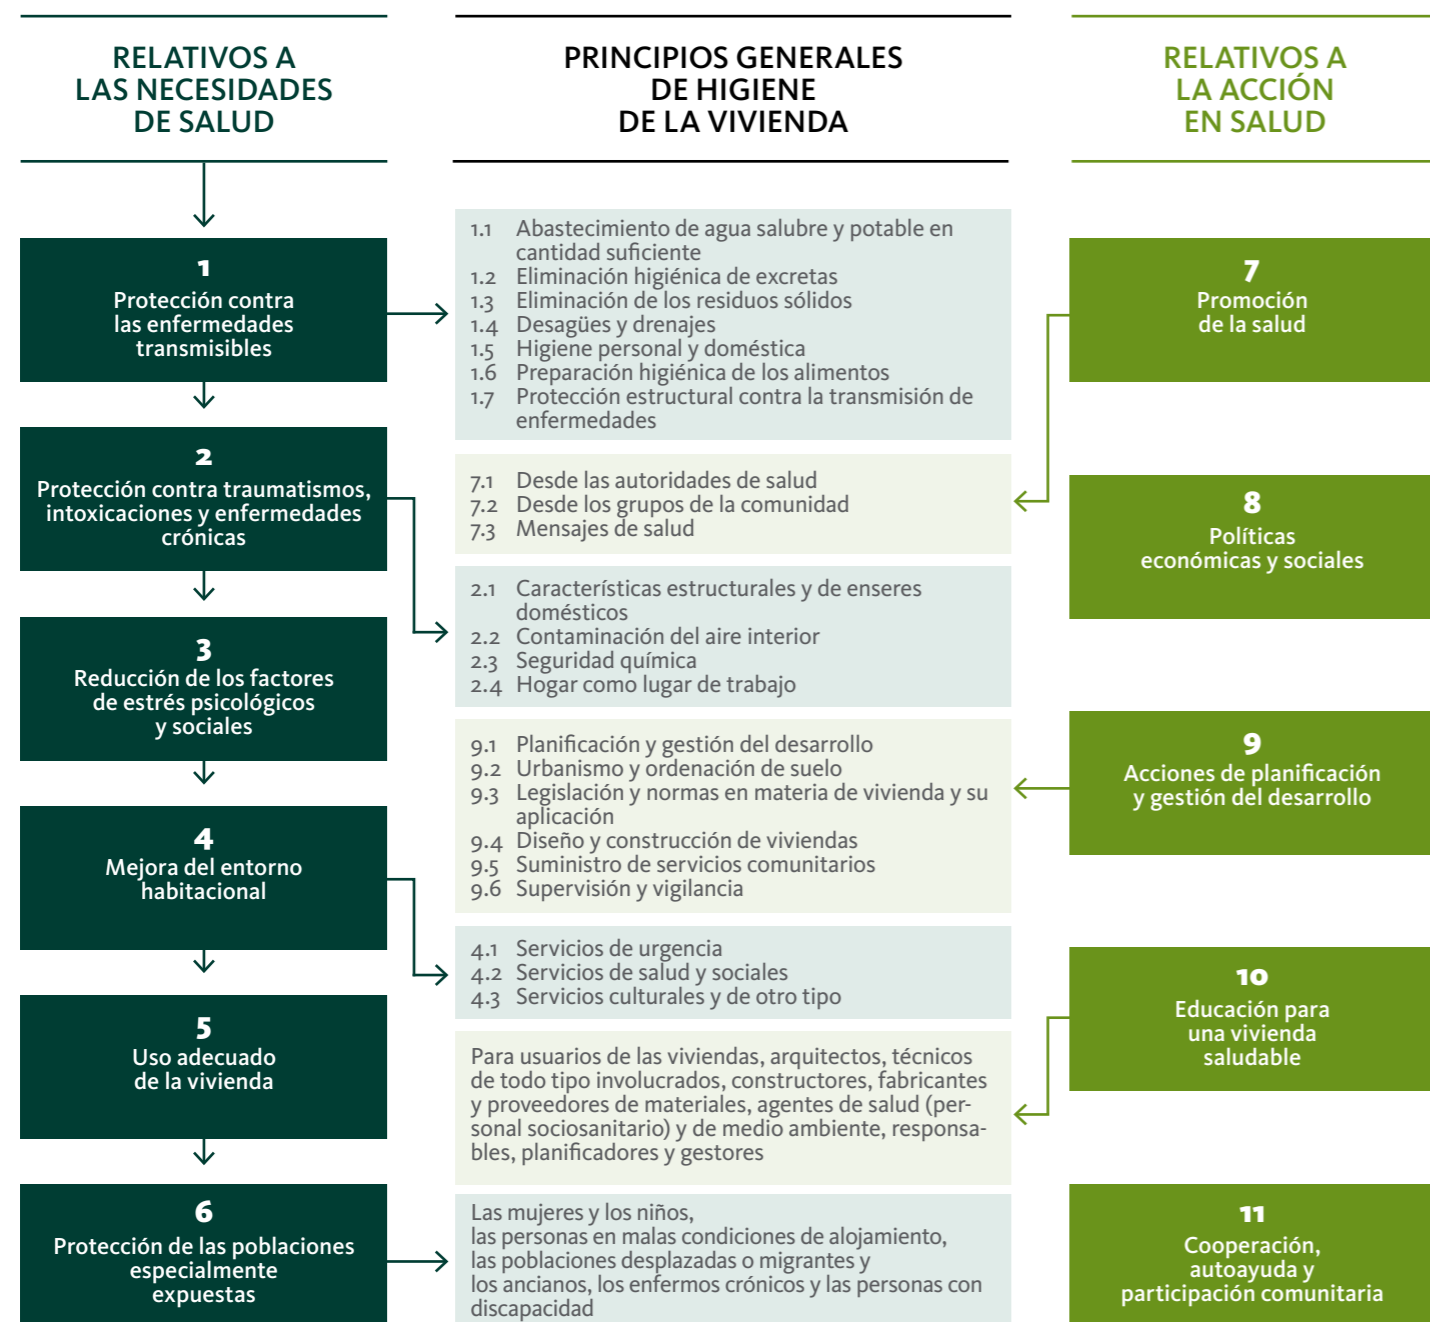 RELATIVOS A
LAS NECESIDADES
DE SALUD
PRINCIPIOS GENERALES
DE HIGIENE
DE LA VIVIENDA
RELATIVOS A
LA ACCIÓN
EN SALUD
1
Protección contra
las enfermedades
transmisibles
2
Protección contra traumatismos,
intoxicaciones y enfermedades
crónicas
3
Reducción de los factores
de estrés psicológicos
y sociales
4
Mejora del entorno
habitacional
5
Uso adecuado
de la vivienda
6
Protección de las poblaciones
especialmente
expuestas
1.1 Abastecimiento de agua salubre y potable en
cantidad suficiente
1.2 Eliminación higiénica de excretas
1.3 Eliminación de los residuos sólidos
1.4 Desagües y drenajes
1.5 Higiene personal y doméstica
1.6 Preparación higiénica de los alimentos
1.7 Protección estructural contra la transmisión de
enfermedades
7.1 Desde las autoridades de salud
7.2 Desde los grupos de la comunidad
7.3 Mensajes de salud
2.1 Características estructurales y de enseres
domésticos
2.2 Contaminación del aire interior
2.3 Seguridad química
2.4 Hogar como lugar de trabajo
9.1 Planificación y gestión del desarrollo
9.2 Urbanismo y ordenación de suelo
9.3 Legislación y normas en materia de vivienda y su
aplicación
9.4 Diseño y construcción de viviendas
9.5 Suministro de servicios comunitarios
9.6 Supervisión y vigilancia
4.1 Servicios de urgencia
4.2 Servicios de salud y sociales
4.3 Servicios culturales y de otro tipo
Para usuarios de las viviendas, arquitectos, técnicos
de todo tipo involucrados, constructores, fabricantes
y proveedores de materiales, agentes de salud (per-
sonal sociosanitario) y de medio ambiente, responsa-
bles, planificadores y gestores
Las mujeres y los niños,
las personas en malas condiciones de alojamiento,
las poblaciones desplazadas o migrantes y
los ancianos, los enfermos crónicos y las personas con
discapacidad
7
Promoción
de la salud
8
Políticas
económicas y sociales
9
Acciones de planificación
y gestión del desarrollo
10
Educación para
una vivienda
saludable
11
Cooperación,
autoayuda y
participación comunitaria